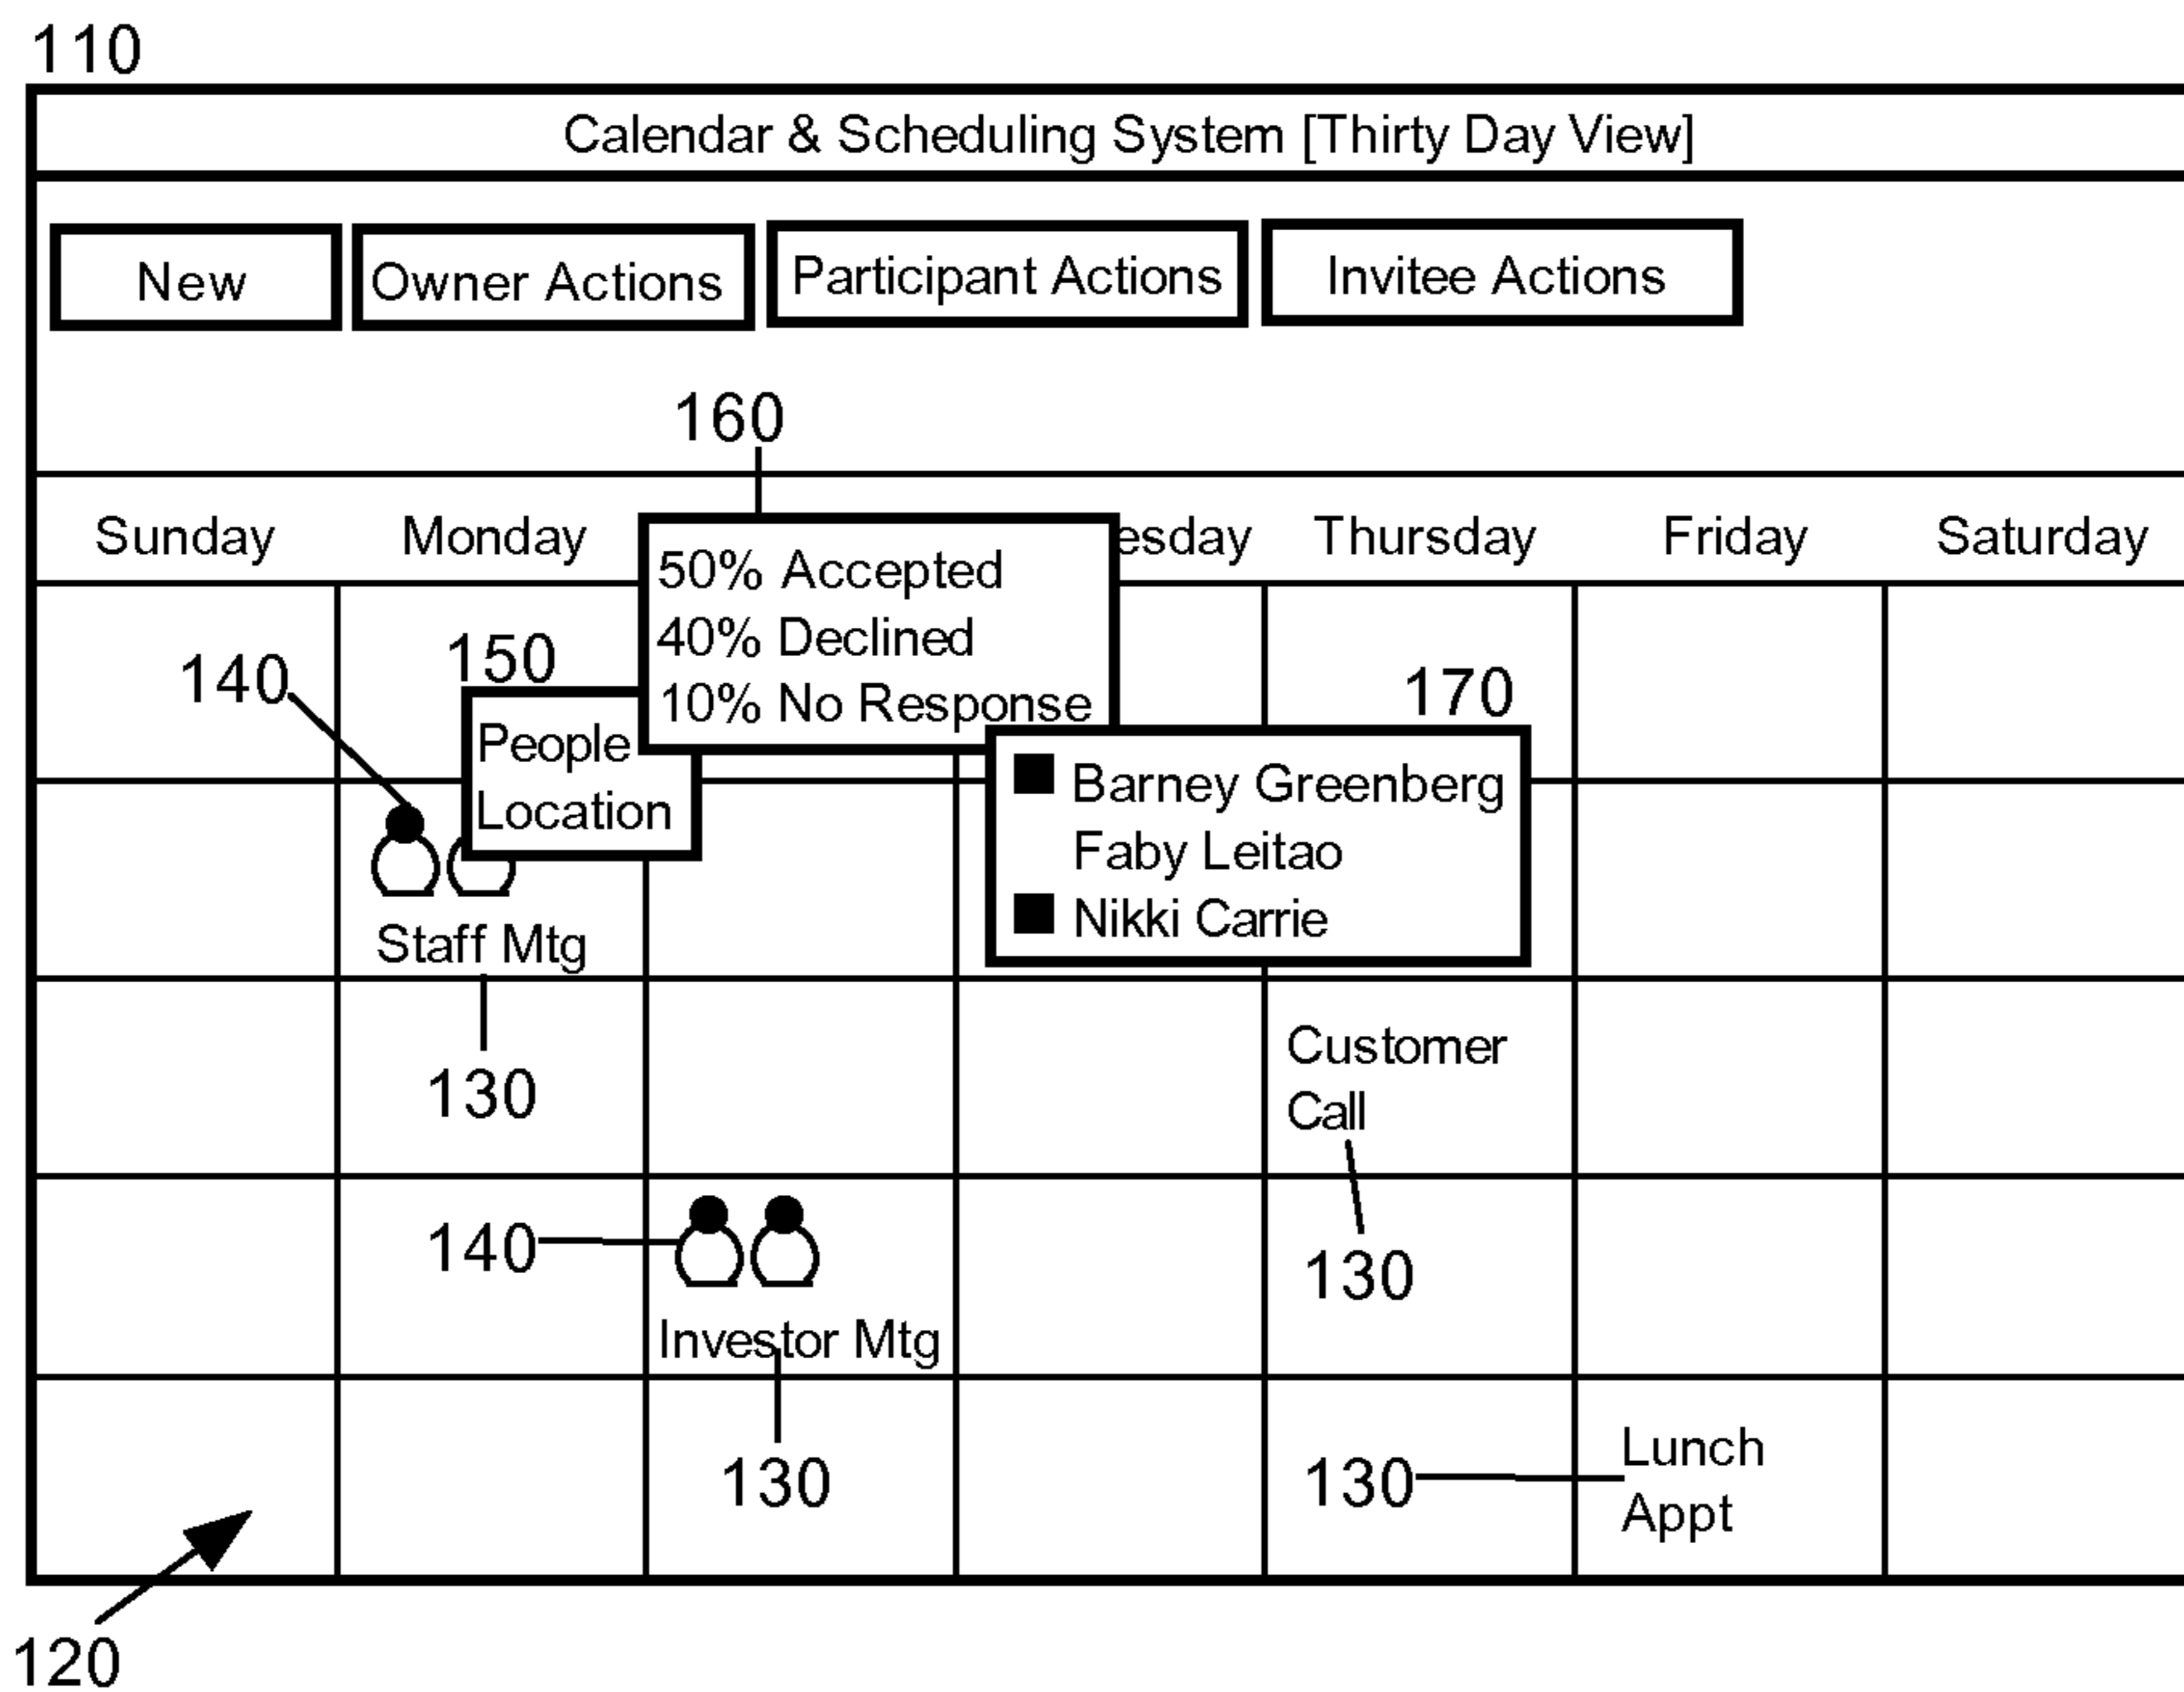 110
Calendar & Scheduling System [Thirty Day View]
New Owner Actions Participant Actions Invitee Actions
160
Sunday Monday esday Thursday Friday Saturday
50% Accepted
40% Declined
10% No Response
140
150
People
Location
170
Barney Greenberg
Faby Leitao
Nikki Carrie
Staff Mtg
130
Customer
Call
130
140
Investor Mtg
130
130
Lunch
Appt
120